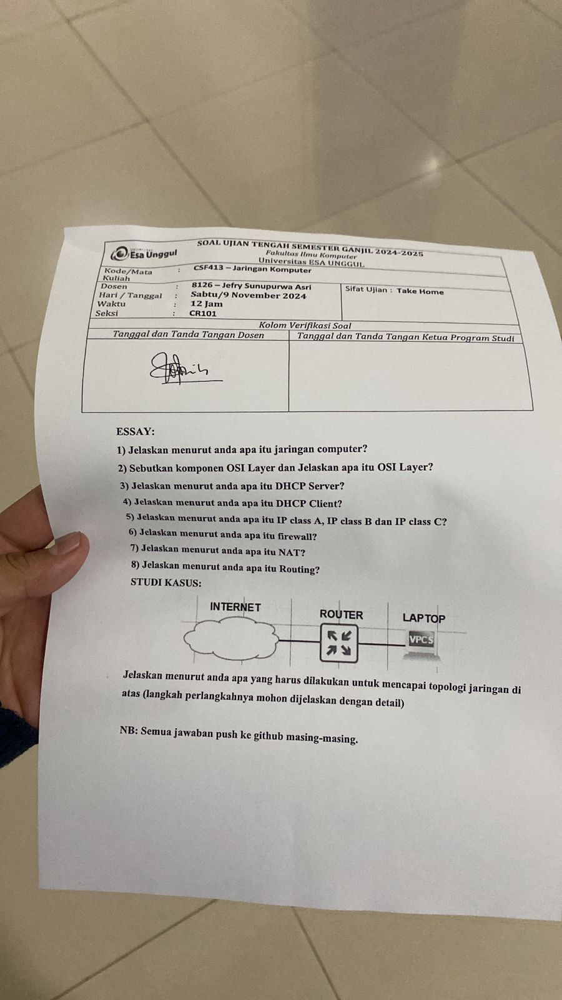 SOAL UJIAN TENGAH SEMESTER GANJIL 2024-2025
Fakultas Ilmu Komputer
Universitas ESA UNGGUL
Universitas
Esa Unggul
Kode/Mata Kuliah : CSF413 – Jaringan Komputer
Dosen : 8126 – Jefry Sunupurwa Asri
Hari / Tanggal : Sabtu/9 November 2024
Waktu : 12 Jam
Seksi : CR101
Sifat Ujian : Take Home
Kolom Verifikasi Soal
Tanggal dan Tanda Tangan Dosen
Tanggal dan Tanda Tangan Ketua Program Studi
ESSAY:
1) Jelaskan menurut anda apa itu jaringan computer?
2) Sebutkan komponen OSI Layer dan Jelaskan apa itu OSI Layer?
3) Jelaskan menurut anda apa itu DHCP Server?
4) Jelaskan menurut anda apa itu DHCP Client?
5) Jelaskan menurut anda apa itu IP class A, IP class B dan IP class C?
6) Jelaskan menurut anda apa itu firewall?
7) Jelaskan menurut anda apa itu NAT?
8) Jelaskan menurut anda apa itu Routing?
STUDI KASUS:
INTERNET
ROUTER
LAPTOP
VPCS
Jelaskan menurut anda apa yang harus dilakukan untuk mencapai topologi jaringan di
atas (langkah perlangkahnya mohon dijelaskan dengan detail)
NB: Semua jawaban push ke github masing-masing.